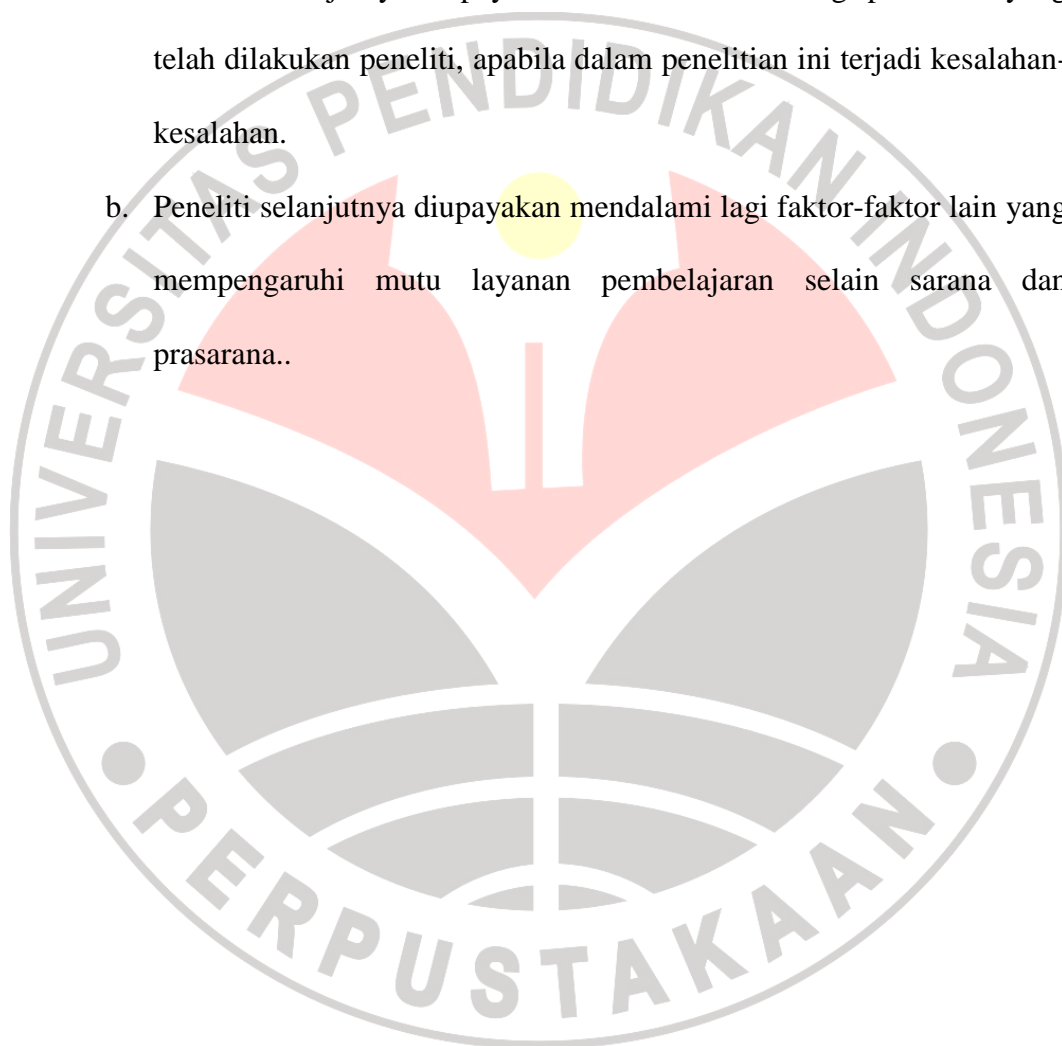 telah dilakukan peneliti, apabila dalam penelitian ini terjadi kesalahan-
kesalahan.
b. Peneliti selanjutnya diupayakan mendalami lagi faktor-faktor lain yang
mempengaruhi mutu layanan pembelajaran selain sarana dan
prasarana..
UNIVERSITAS PENDIDIKAN INDONESIA
PERPUSTAKAAN